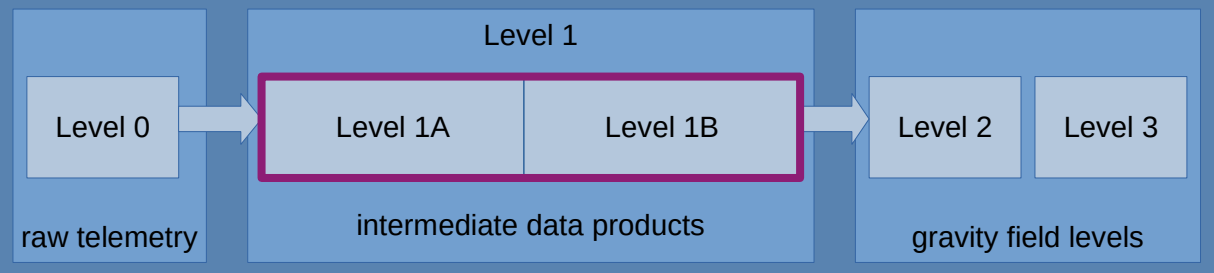 Level 1
Level 0
Level 1A
Level 1B
Level 2
Level 3
raw telemetry
intermediate data products
gravity field levels